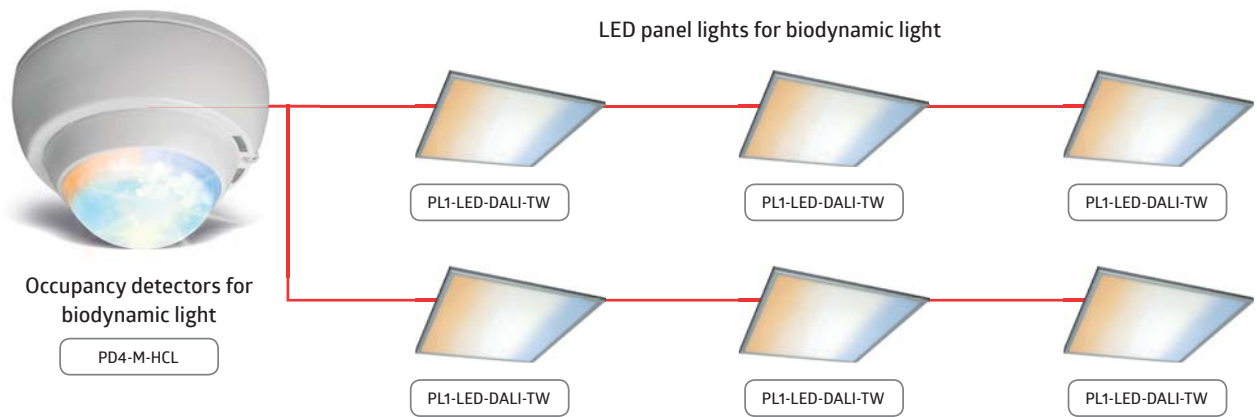 LED panel lights for biodynamic light
PL1-LED-DALI-TW
PL1-LED-DALI-TW
PL1-LED-DALI-TW
Occupancy detectors for
biodynamic light
PD4-M-HCL
PL1-LED-DALI-TW
PL1-LED-DALI-TW
PL1-LED-DALI-TW